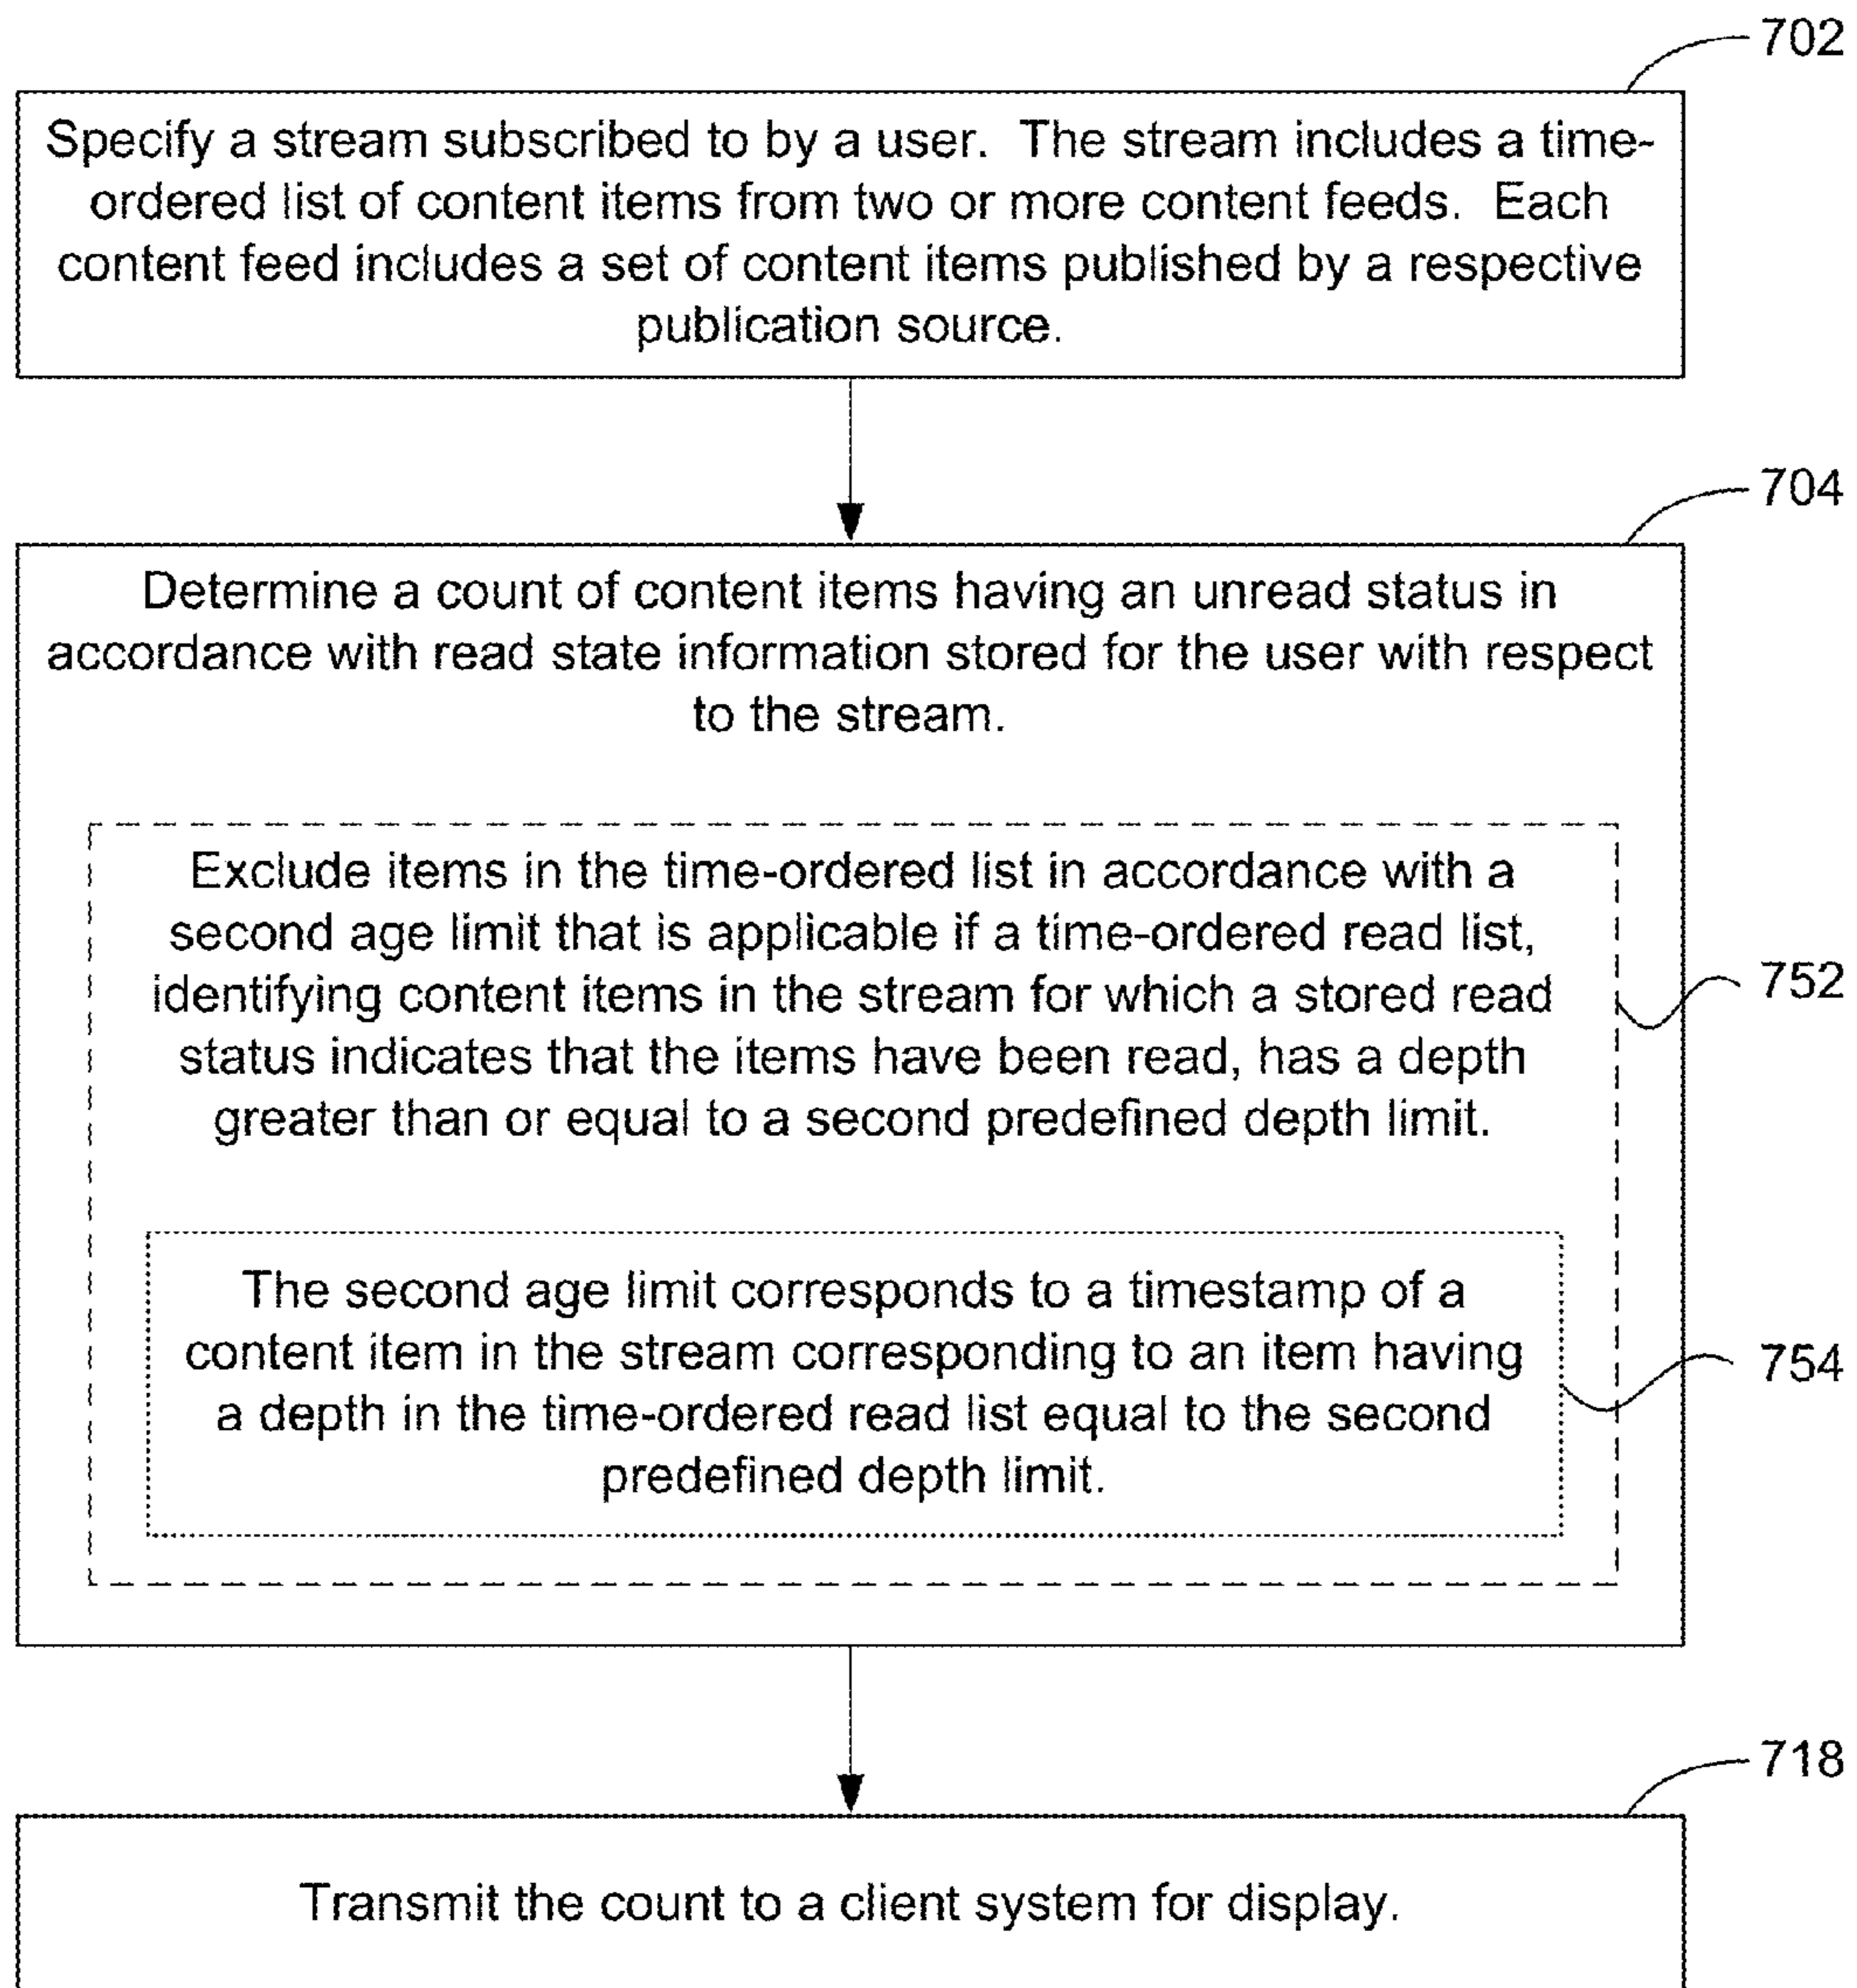 702
Specify a stream subscribed to by a user. The stream includes a time-
ordered list of content items from two or more content feeds. Each
content feed includes a set of content items published by a respective
publication source.
704
Determine a count of content items having an unread status in
accordance with read state information stored for the user with respect
to the stream.
Exclude items in the time-ordered list in accordance with a
second age limit that is applicable if a time-ordered read list,
identifying content items in the stream for which a stored read
status indicates that the items have been read, has a depth
greater than or equal to a second predefined depth limit.
752
The second age limit corresponds to a timestamp of a
content item in the stream corresponding to an item having
a depth in the time-ordered read list equal to the second
predefined depth limit.
754
718
Transmit the count to a client system for display.